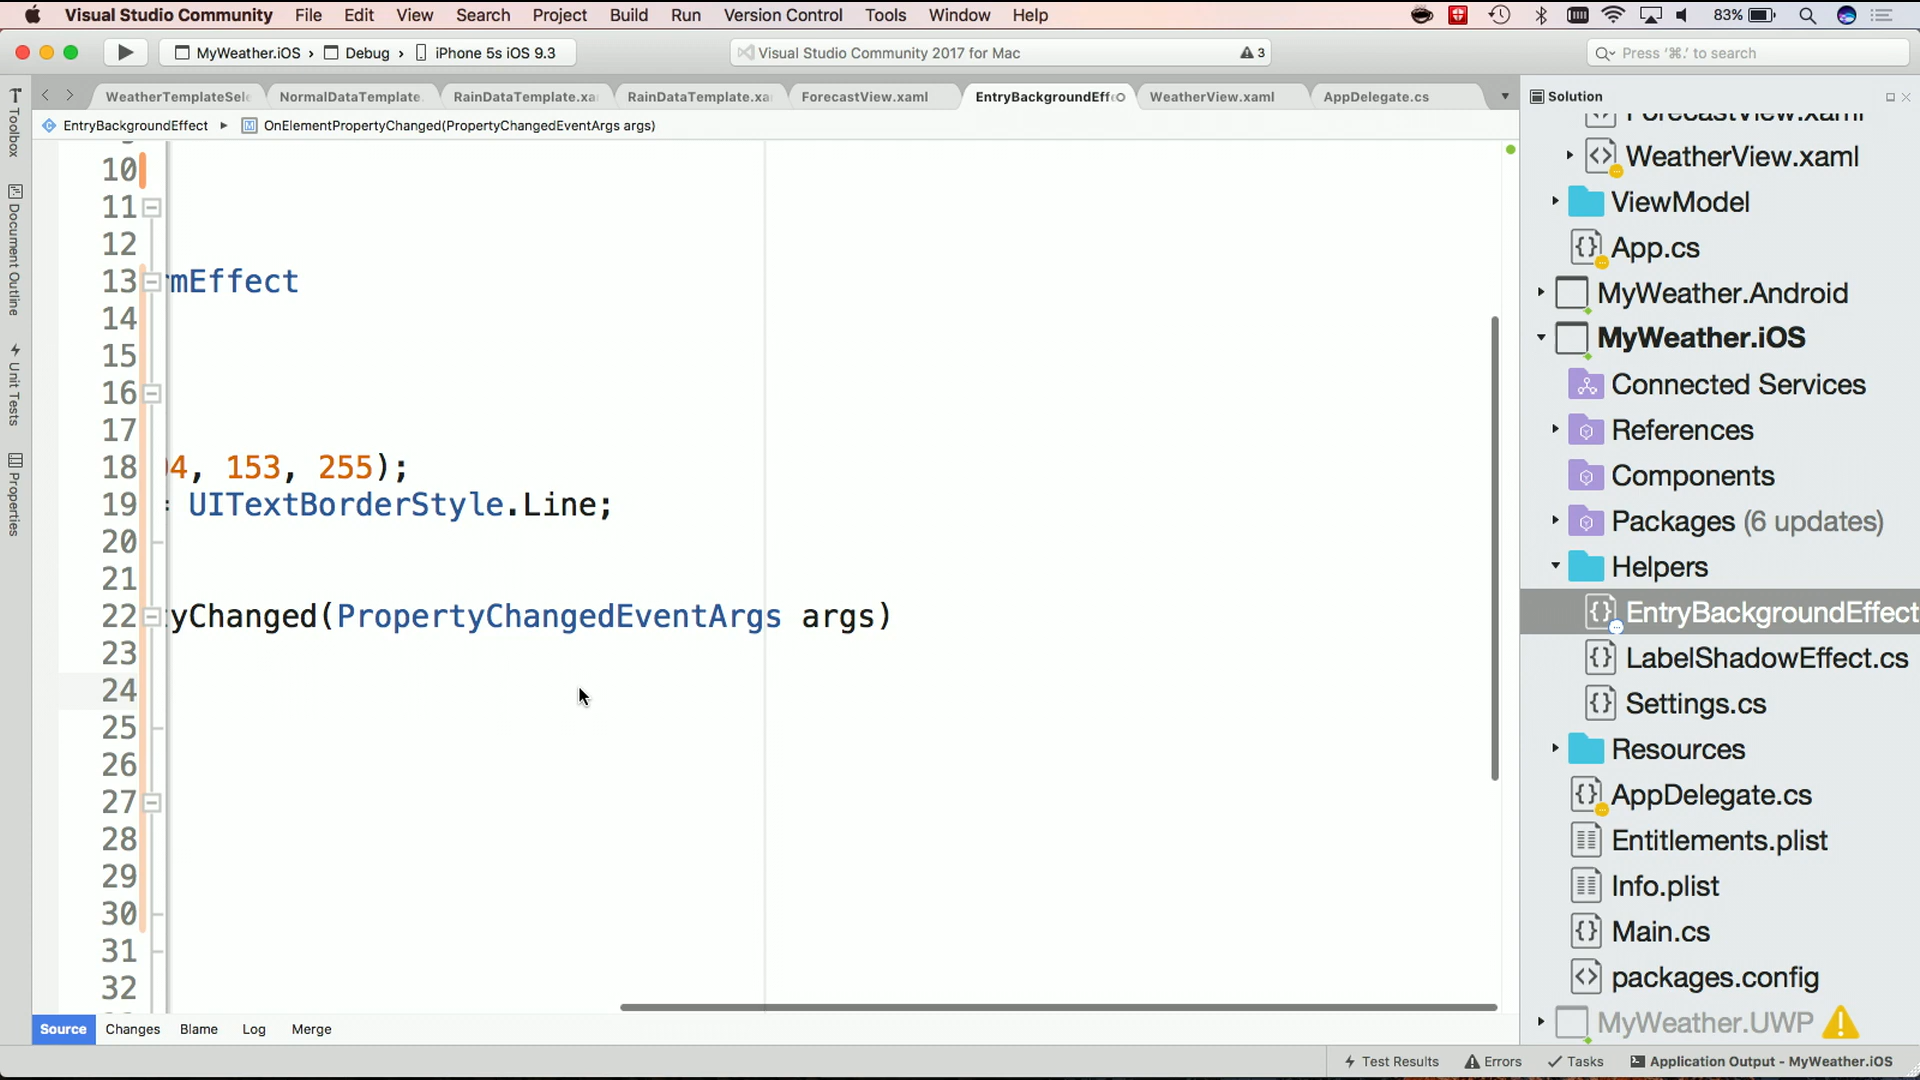 Visual Studio Community File Edit View Search Project Build Run Version Control Tools Window Help 83%
MyWeather.iOS › Debug › iPhone 5s iOS 9.3
Visual Studio Community 2017 for Mac
3
Press '⌘.' to search
WeatherTemplateSele NormalDataTemplate. RainDataTemplate.xa RainDataTemplate.xa ForecastView.xaml EntryBackgroundEffe WeatherView.xaml AppDelegate.cs
EntryBackgroundEffect ▸ OnElementPropertyChanged(PropertyChangedEventArgs args)
Toolbox
Document Outline
Unit Tests
Properties
10
11
12
13 mEffect
14
15
16
17
18 04, 153, 255);
19 = UITextBorderStyle.Line;
20
21
22 yChanged(PropertyChangedEventArgs args)
23
24
25
26
27
28
29
30
31
32
Solution
ForecastView.xaml
WeatherView.xaml
ViewModel
App.cs
MyWeather.Android
MyWeather.iOS
Connected Services
References
Components
Packages (6 updates)
Helpers
EntryBackgroundEffect
LabelShadowEffect.cs
Settings.cs
Resources
AppDelegate.cs
Entitlements.plist
Info.plist
Main.cs
packages.config
MyWeather.UWP
Source Changes Blame Log Merge
Test Results Errors Tasks Application Output - MyWeather.iOS